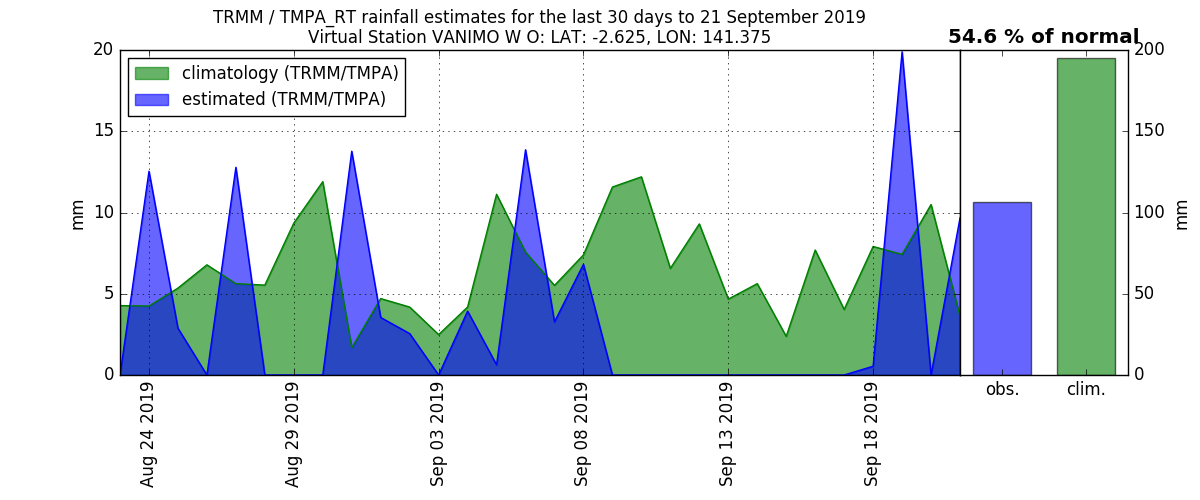 TRMM / TMPA_RT rainfall estimates for the last 30 days to 21 September 2019
Virtual Station VANIMO W O: LAT: -2.625, LON: 141.375
54.6 % of normal
climatology (TRMM/TMPA)
estimated (TRMM/TMPA)
20
15
10
5
0
mm
200
150
100
50
0
mm
Aug 24 2019
Aug 29 2019
Sep 03 2019
Sep 08 2019
Sep 13 2019
Sep 18 2019
obs.
clim.